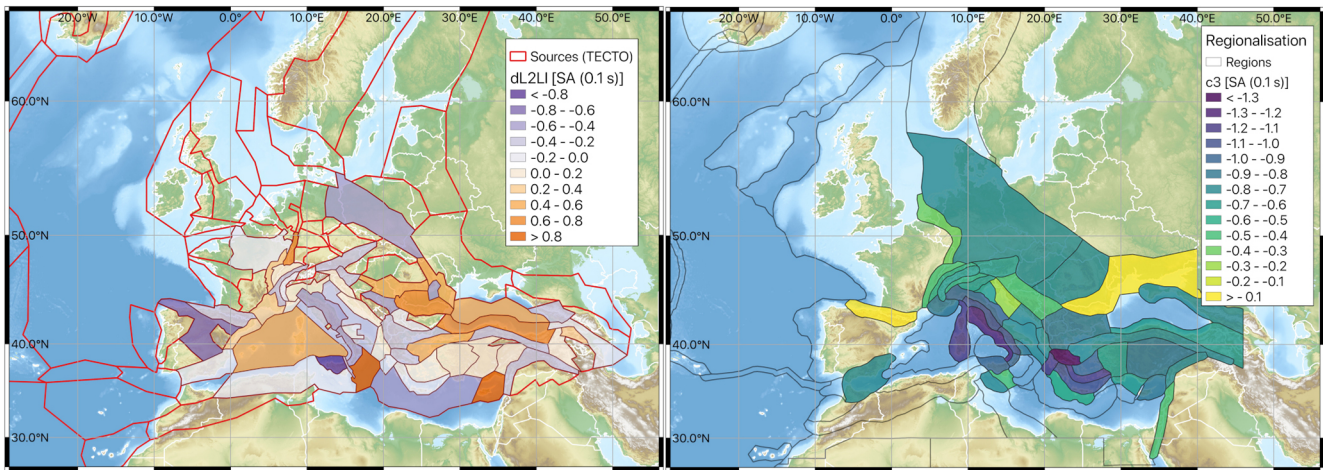 20.0°W 10.0°W 0.0° 10.0°E 20.0°E 30.0°E 40.0°E 50.0°E
60.0°N
50.0°N
40.0°N
30.0°N
Sources (TECTO)
dL2LI [SA (0.1 s)]
< -0.8
-0.8 - -0.6
-0.6 - -0.4
-0.4 - -0.2
-0.2 - 0.0
0.0 - 0.2
0.2 - 0.4
0.4 - 0.6
0.6 - 0.8
> 0.8
20.0°W 10.0°W 0.0° 10.0°E 20.0°E 30.0°E 40.0°E 50.0°E
60.0°N
50.0°N
40.0°N
30.0°N
Regionalisation
Regions
c3 [SA (0.1 s)]
< -1.3
-1.3 - -1.2
-1.2 - -1.1
-1.1 - -1.0
-1.0 - -0.9
-0.9 - -0.8
-0.8 - -0.7
-0.7 - -0.6
-0.6 - -0.5
-0.5 - -0.4
-0.4 - -0.3
-0.3 - -0.2
-0.2 - -0.1
> - 0.1